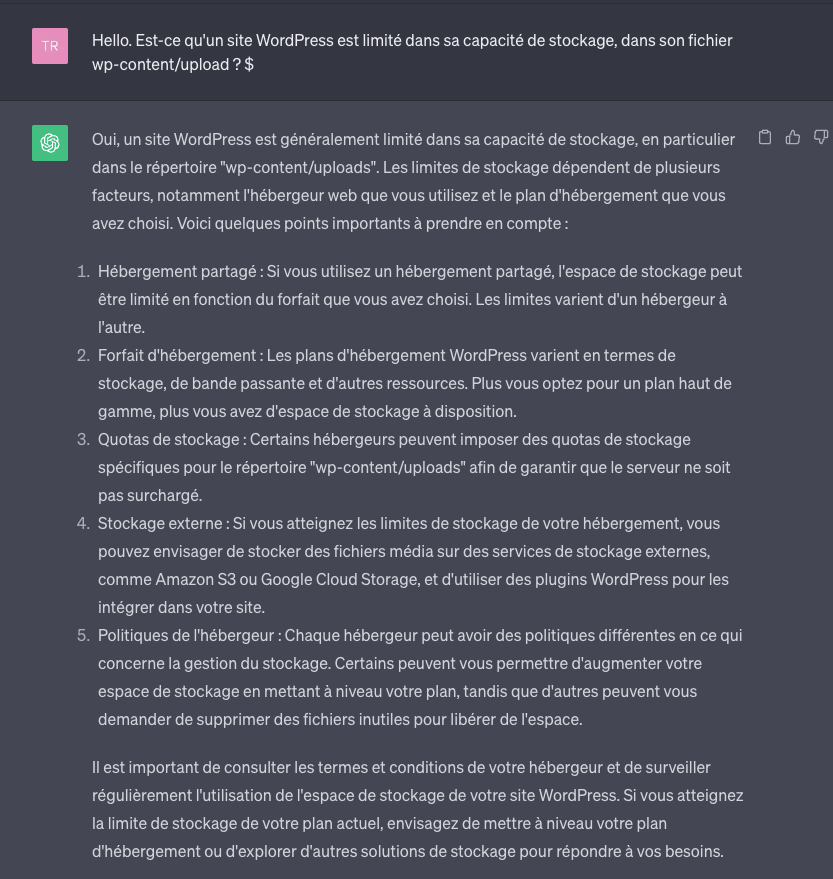 TR
Hello. Est-ce qu'un site WordPress est limité dans sa capacité de stockage, dans son fichier
wp-content/upload ? $
Oui, un site WordPress est généralement limité dans sa capacité de stockage, en particulier
dans le répertoire "wp-content/uploads". Les limites de stockage dépendent de plusieurs
facteurs, notamment l'hébergeur web que vous utilisez et le plan d'hébergement que vous
avez choisi. Voici quelques points importants à prendre en compte :
1. Hébergement partagé : Si vous utilisez un hébergement partagé, l'espace de stockage peut
être limité en fonction du forfait que vous avez choisi. Les limites varient d'un hébergeur à
l'autre.
2. Forfait d'hébergement : Les plans d'hébergement WordPress varient en termes de
stockage, de bande passante et d'autres ressources. Plus vous optez pour un plan haut de
gamme, plus vous avez d'espace de stockage à disposition.
3. Quotas de stockage : Certains hébergeurs peuvent imposer des quotas de stockage
spécifiques pour le répertoire "wp-content/uploads" afin de garantir que le serveur ne soit
pas surchargé.
4. Stockage externe : Si vous atteignez les limites de stockage de votre hébergement, vous
pouvez envisager de stocker des fichiers média sur des services de stockage externes,
comme Amazon S3 ou Google Cloud Storage, et d'utiliser des plugins WordPress pour les
intégrer dans votre site.
5. Politiques de l'hébergeur : Chaque hébergeur peut avoir des politiques différentes en ce qui
concerne la gestion du stockage. Certains peuvent vous permettre d'augmenter votre
espace de stockage en mettant à niveau votre plan, tandis que d'autres peuvent vous
demander de supprimer des fichiers inutiles pour libérer de l'espace.
Il est important de consulter les termes et conditions de votre hébergeur et de surveiller
régulièrement l'utilisation de l'espace de stockage de votre site WordPress. Si vous atteignez
la limite de stockage de votre plan actuel, envisagez de mettre à niveau votre plan
d'hébergement ou d'explorer d'autres solutions de stockage pour répondre à vos besoins.